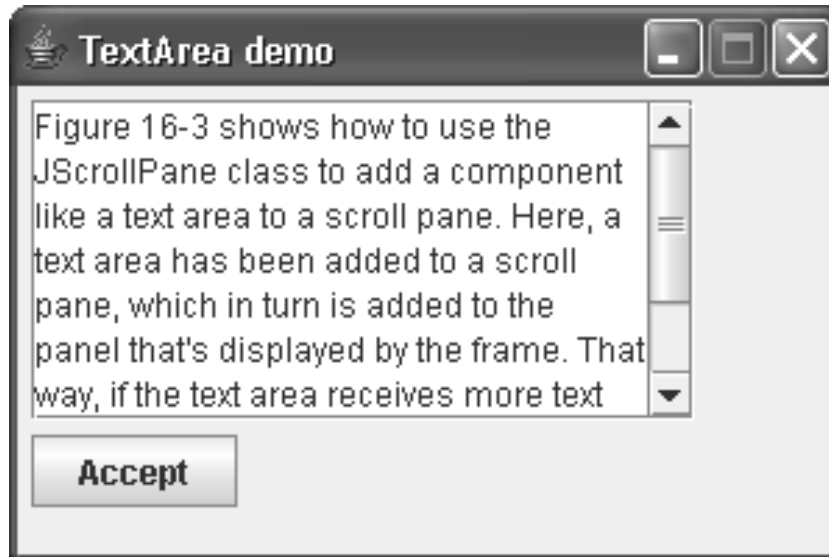 TextArea demo
Figure 16-3 shows how to use the
JScrollPane class to add a component
like a text area to a scroll pane. Here, a
text area has been added to a scroll
pane, which in turn is added to the
panel that's displayed by the frame. That
way, if the text area receives more text
Accept